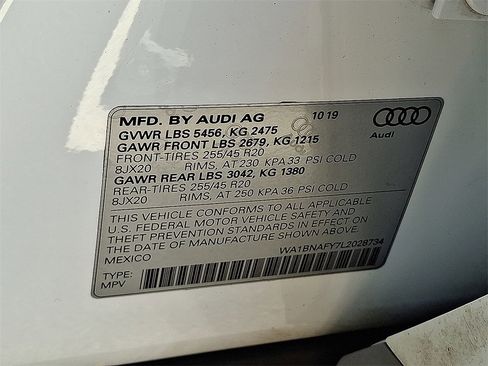 MFD. BY AUDI AG 10 19
GVWR LBS 5456, KG 2475
GAWR FRONT LBS 2679, KG 1215
FRONT-TIRES 255/45 R20
8JX20 RIMS, AT 230 KPA 33 PSI COLD
GAWR REAR LBS 3042, KG 1380
REAR-TIRES 255/45 R20
8JX20 RIMS, AT 250 KPA 36 PSI COLD
Audi
THIS VEHICLE CONFORMS TO ALL APPLICABLE
U.S. FEDERAL MOTOR VEHICLE SAFETY AND
THEFT PREVENTION STANDARDS IN EFFECT ON
THE DATE OF MANUFACTURE SHOWN ABOVE.
MEXICO
WA1BNAFY7L2028734
TYPE:
MPV